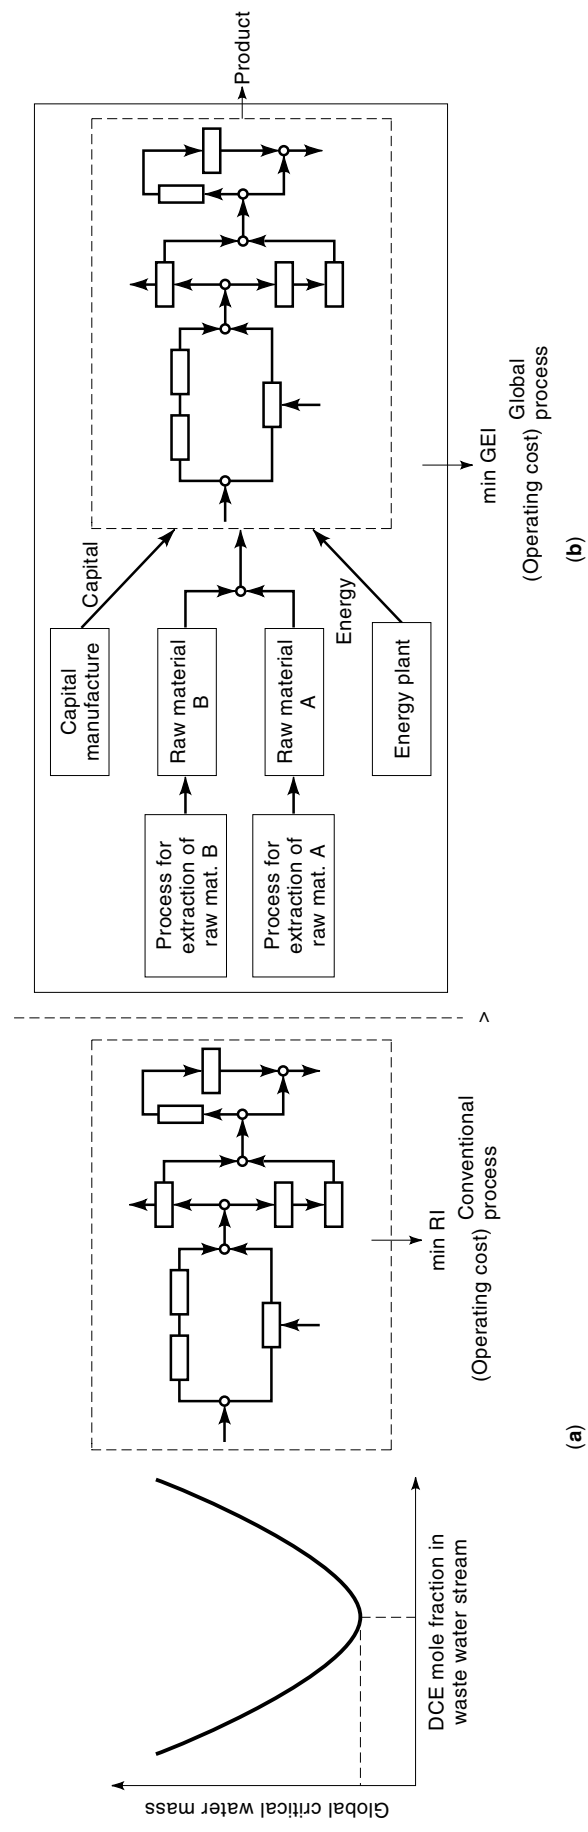 Global critical water mass
DCE mole fraction in
waste water stream
min RI
(Operating cost)
Conventional
process
(a)
Process for
extraction of
raw mat. B
Process for
extraction of
raw mat. A
Capital
manufacture
Raw material
B
Raw material
A
Energy plant
Capital
Energy
Product
min GEI
(Operating cost)
Global
process
(b)